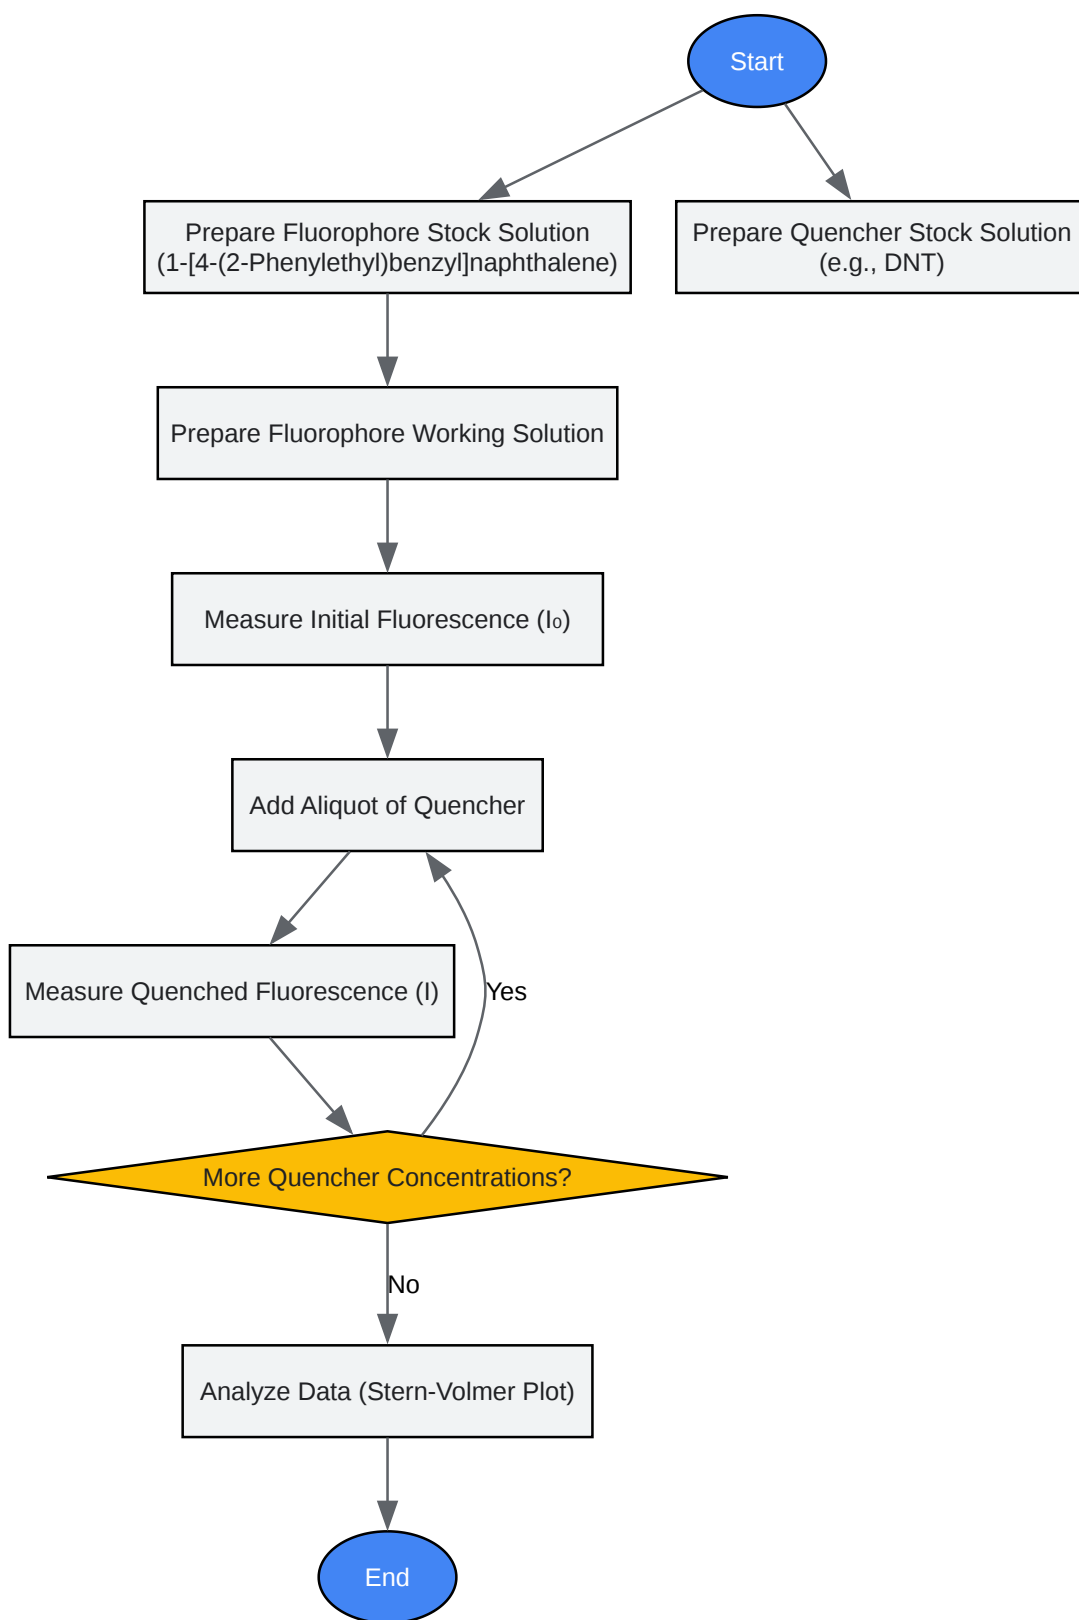 Start
Prepare Fluorophore Stock Solution
(1-[4-(2-Phenylethyl)benzyl]naphthalene)
Prepare Quencher Stock Solution
(e.g., DNT)
Prepare Fluorophore Working Solution
Measure Initial Fluorescence (I₀)
Add Aliquot of Quencher
Measure Quenched Fluorescence (I)
Yes
More Quencher Concentrations?
No
Analyze Data (Stern-Volmer Plot)
End